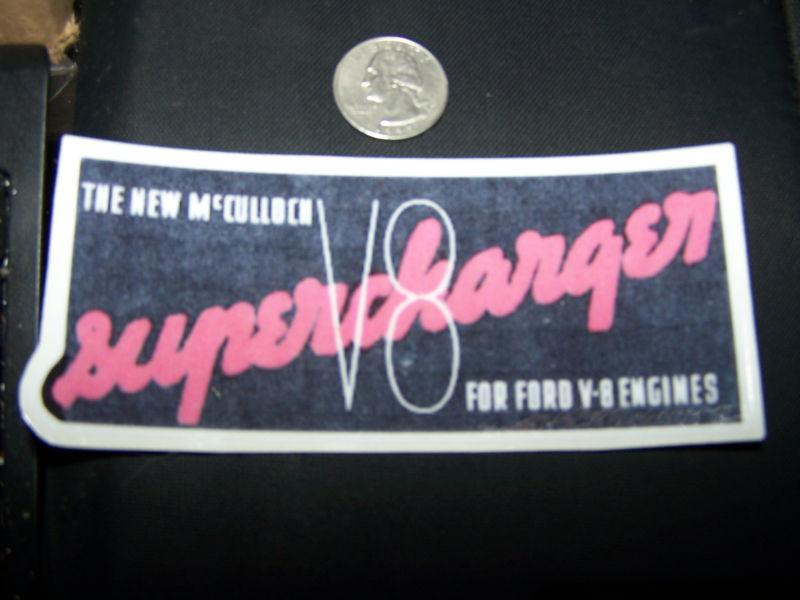 THE NEW McCULLOCH
V8
supercharger
FOR FORD V-8 ENGINES